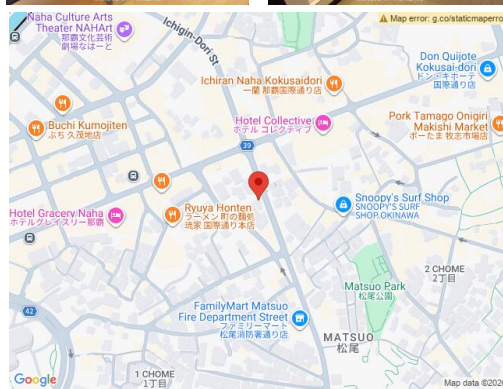 Naha Culture Arts
Theater NAHArt
那覇文化芸術
劇場なはーと
Ichigin-Dori St
Map error: g.co/staticmaperro
Don Quijote
Kokusai-dori
ドン・キホーテ
国際通り店
Ichiran Naha Kokusaidori
一蘭 那覇国際通り店
Buchi Kumojiten
ぶち 久茂地店
Hotel Collective
ホテル コレクティブ
Pork Tamago Onigiri
Makishi Market
ポーたま 牧志市場店
39
Hotel Gracery Naha
ホテルグレイスリー那覇
Ryuya Honten
ラーメン 町の麺処
琉家 国際通り本店
Snoopy's Surf Shop
SNOOPY'S SURF
SHOP.OKINAWA
2 CHOME
2丁目
Matsuo Park
松尾公園
42
FamilyMart Matsuo
Fire Department Street
ファミリーマート
松尾消防署通り店
MATSUO
松尾
1 CHOME
1丁目
Google
Map data ©202